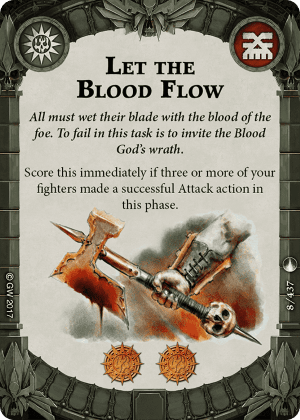 LET THE
BLOOD FLOW
All must wet their blade with the blood of the
foe. To fail in this task is to invite the Blood
God's wrath.
Score this immediately if three or more of your
fighters made a successful Attack action in
this phase.
© GW 2017
8/437